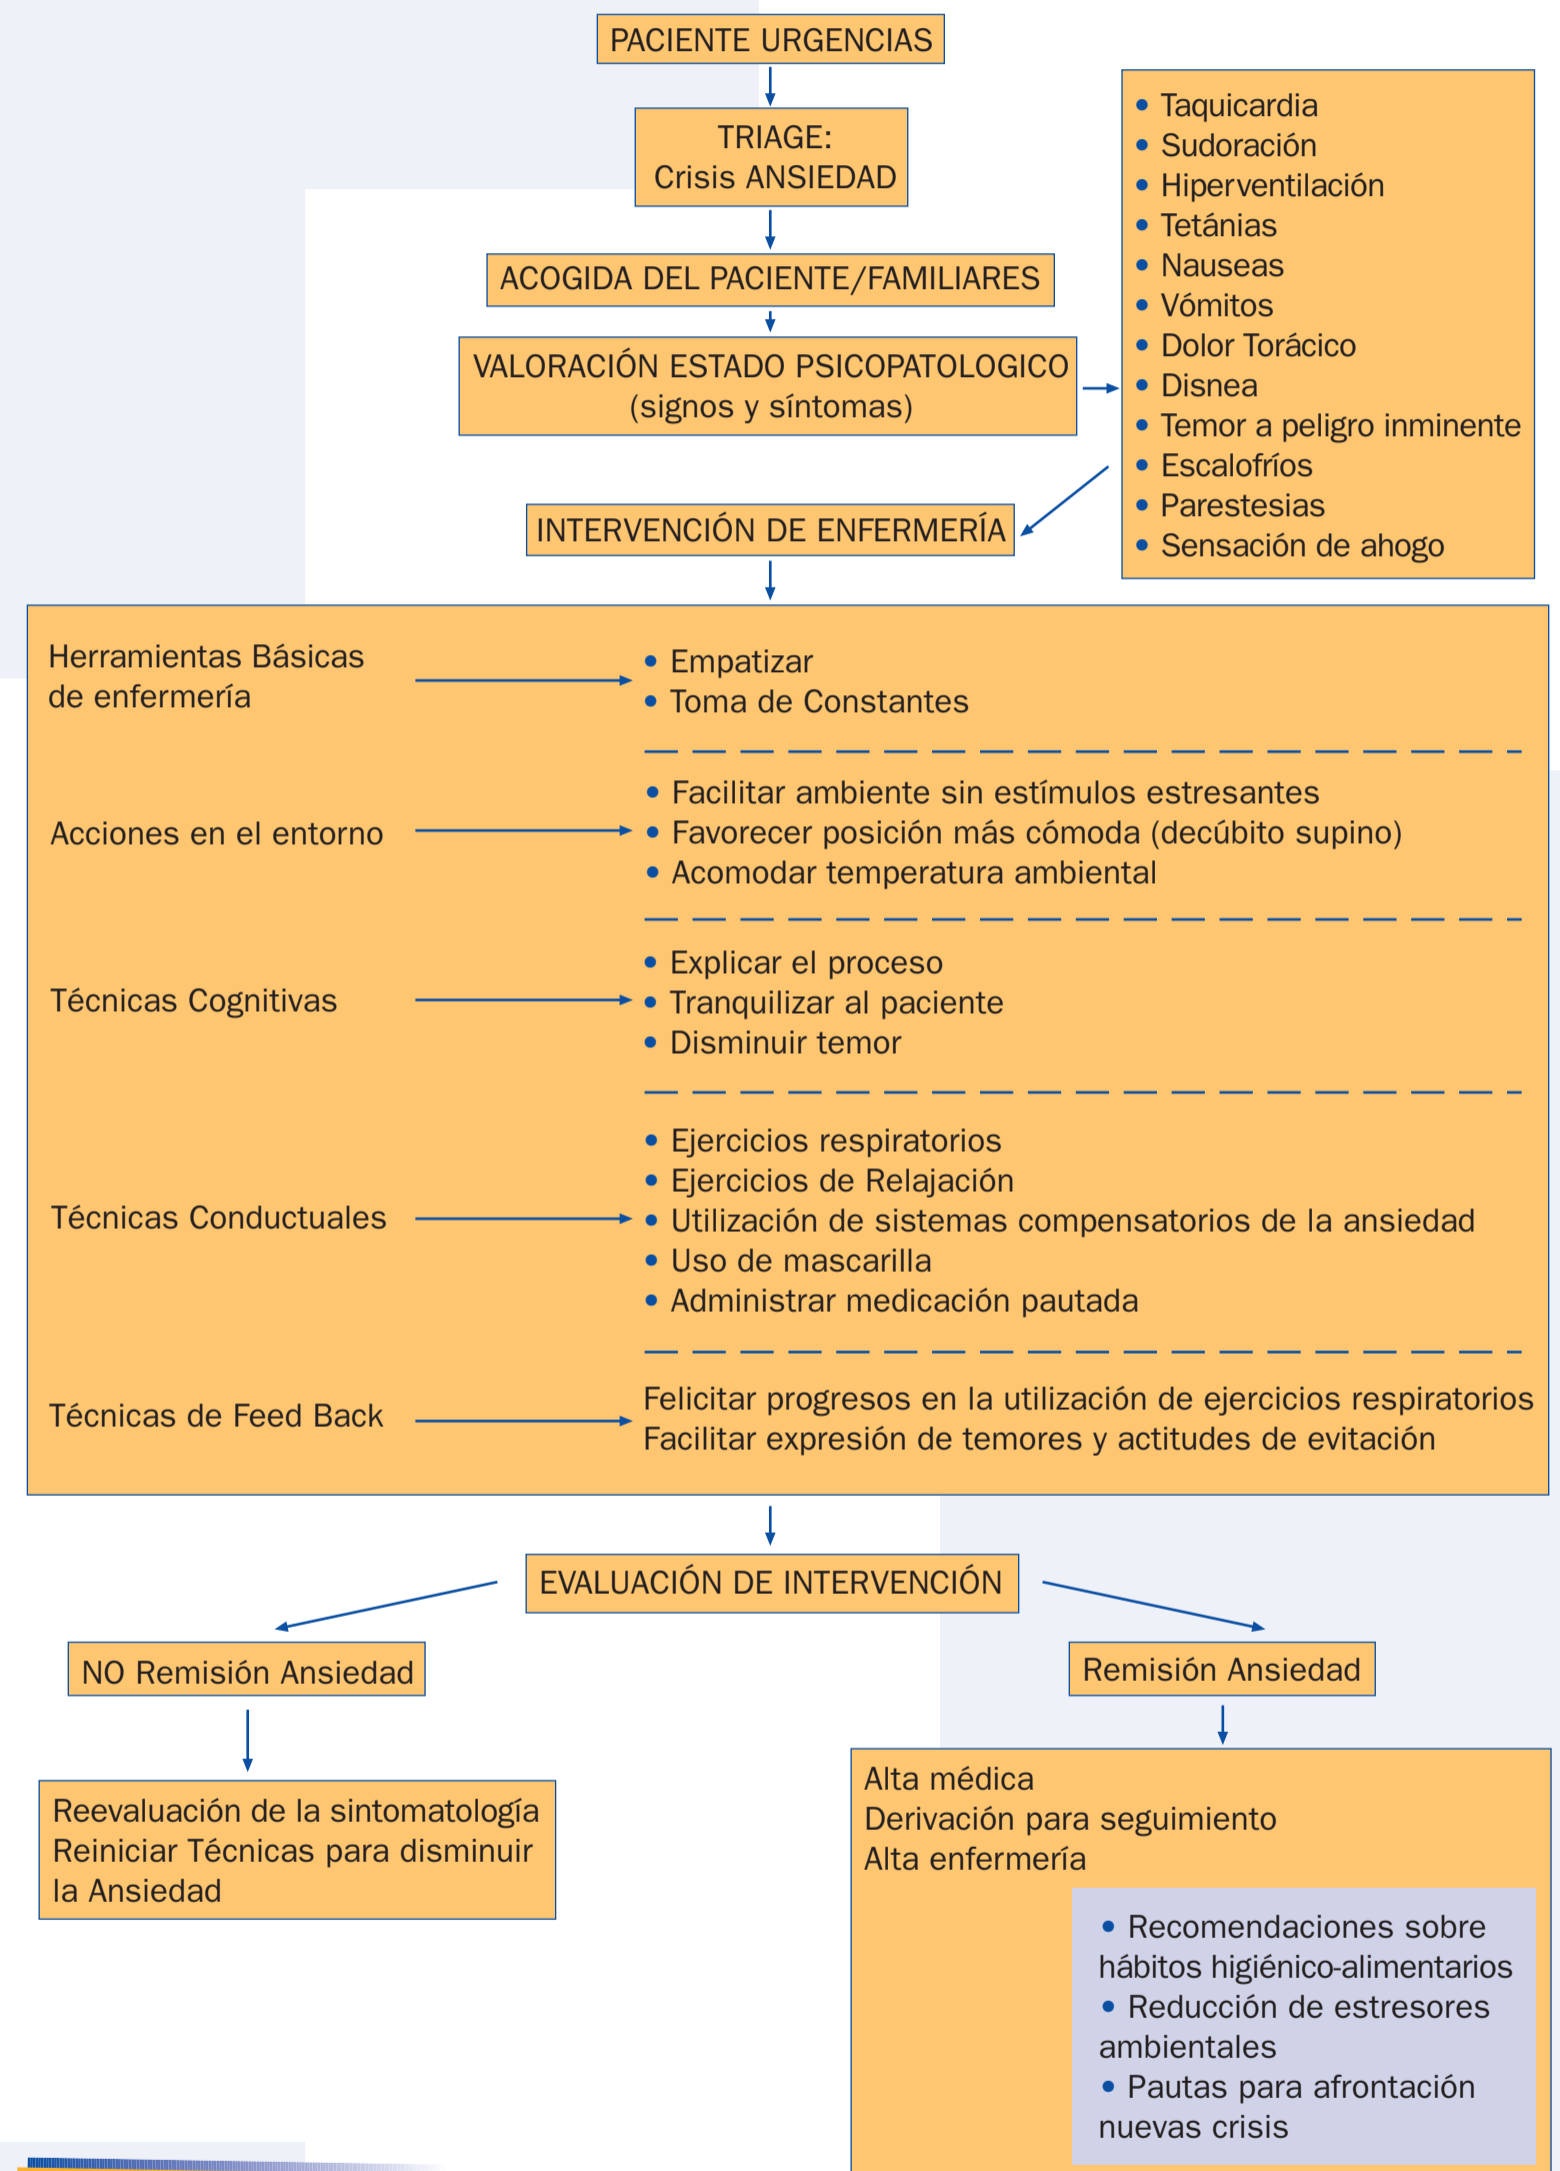 PACIENTE URGENCIAS
TRIAGE:
Crisis ANSIEDAD
ACOGIDA DEL PACIENTE/FAMILIARES
VALORACIÓN ESTADO PSICOPATOLOGICO
(signos y síntomas)
• Taquicardia
• Sudoración
• Hiperventilación
• Tetánias
• Nauseas
• Vómitos
• Dolor Torácico
• Disnea
• Temor a peligro inminente
• Escalofríos
• Parestesias
• Sensación de ahogo
INTERVENCIÓN DE ENFERMERÍA
Herramientas Básicas
de enfermería
• Empatizar
• Toma de Constantes
Acciones en el entorno
• Facilitar ambiente sin estímulos estresantes
• Favorecer posición más cómoda (decúbito supino)
• Acomodar temperatura ambiental
Técnicas Cognitivas
• Explicar el proceso
• Tranquilizar al paciente
• Disminuir temor
Técnicas Conductuales
• Ejercicios respiratorios
• Ejercicios de Relajación
• Utilización de sistemas compensatorios de la ansiedad
• Uso de mascarilla
• Administrar medicación pautada
Técnicas de Feed Back
Felicitar progresos en la utilización de ejercicios respiratorios
Facilitar expresión de temores y actitudes de evitación
EVALUACIÓN DE INTERVENCIÓN
NO Remisión Ansiedad
Reevaluación de la sintomatología
Reiniciar Técnicas para disminuir
la Ansiedad
Remisión Ansiedad
Alta médica
Derivación para seguimiento
Alta enfermería
• Recomendaciones sobre
hábitos higiénico-alimentarios
• Reducción de estresores
ambientales
• Pautas para afrontación
nuevas crisis